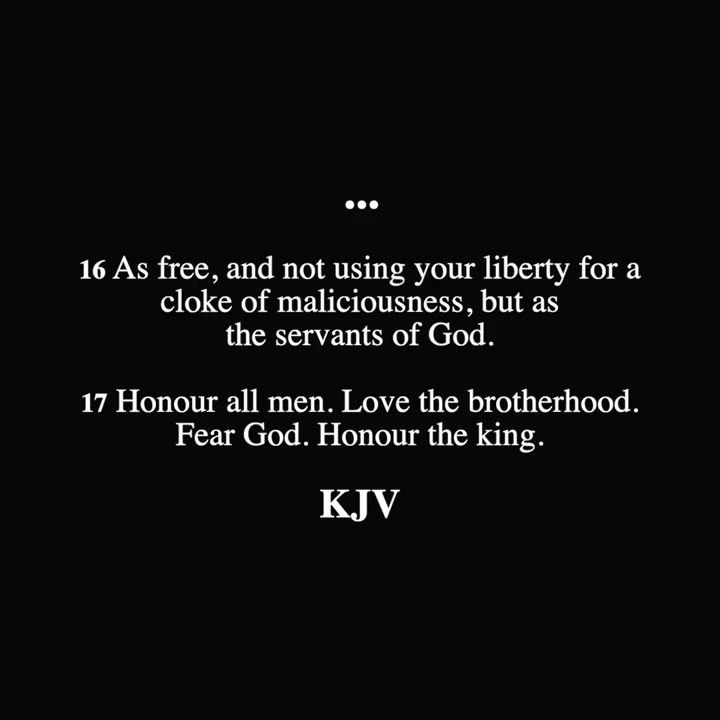 ...
16 As free, and not using your liberty for a
cloke of maliciousness, but as
the servants of God.
17 Honour all men. Love the brotherhood.
Fear God. Honour the king.
KJV